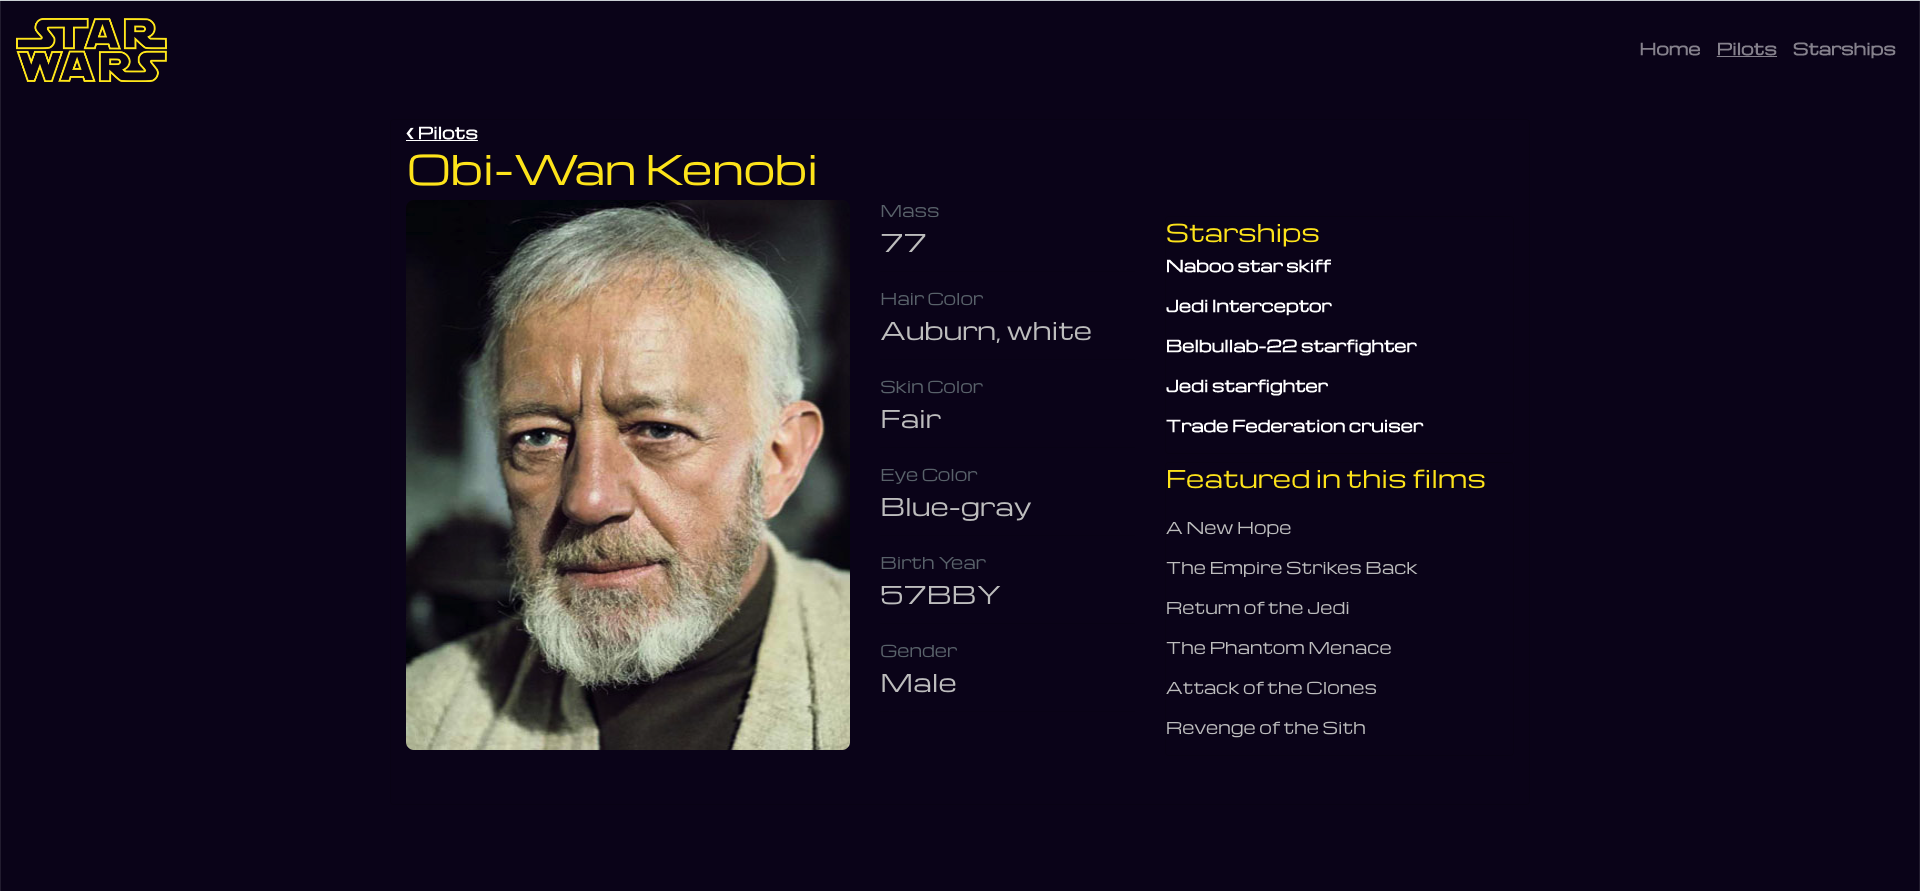 STAR
WARS
Home Pilots Starships
‹ Pilots
Obi-Wan Kenobi
Mass
77
Hair Color
Auburn, white
Skin Color
Fair
Eye Color
Blue-gray
Birth Year
57BBY
Gender
Male
Starships
Naboo star skiff
Jedi Interceptor
Belbullab-22 starfighter
Jedi starfighter
Trade Federation cruiser
Featured in this films
A New Hope
The Empire Strikes Back
Return of the Jedi
The Phantom Menace
Attack of the Clones
Revenge of the Sith